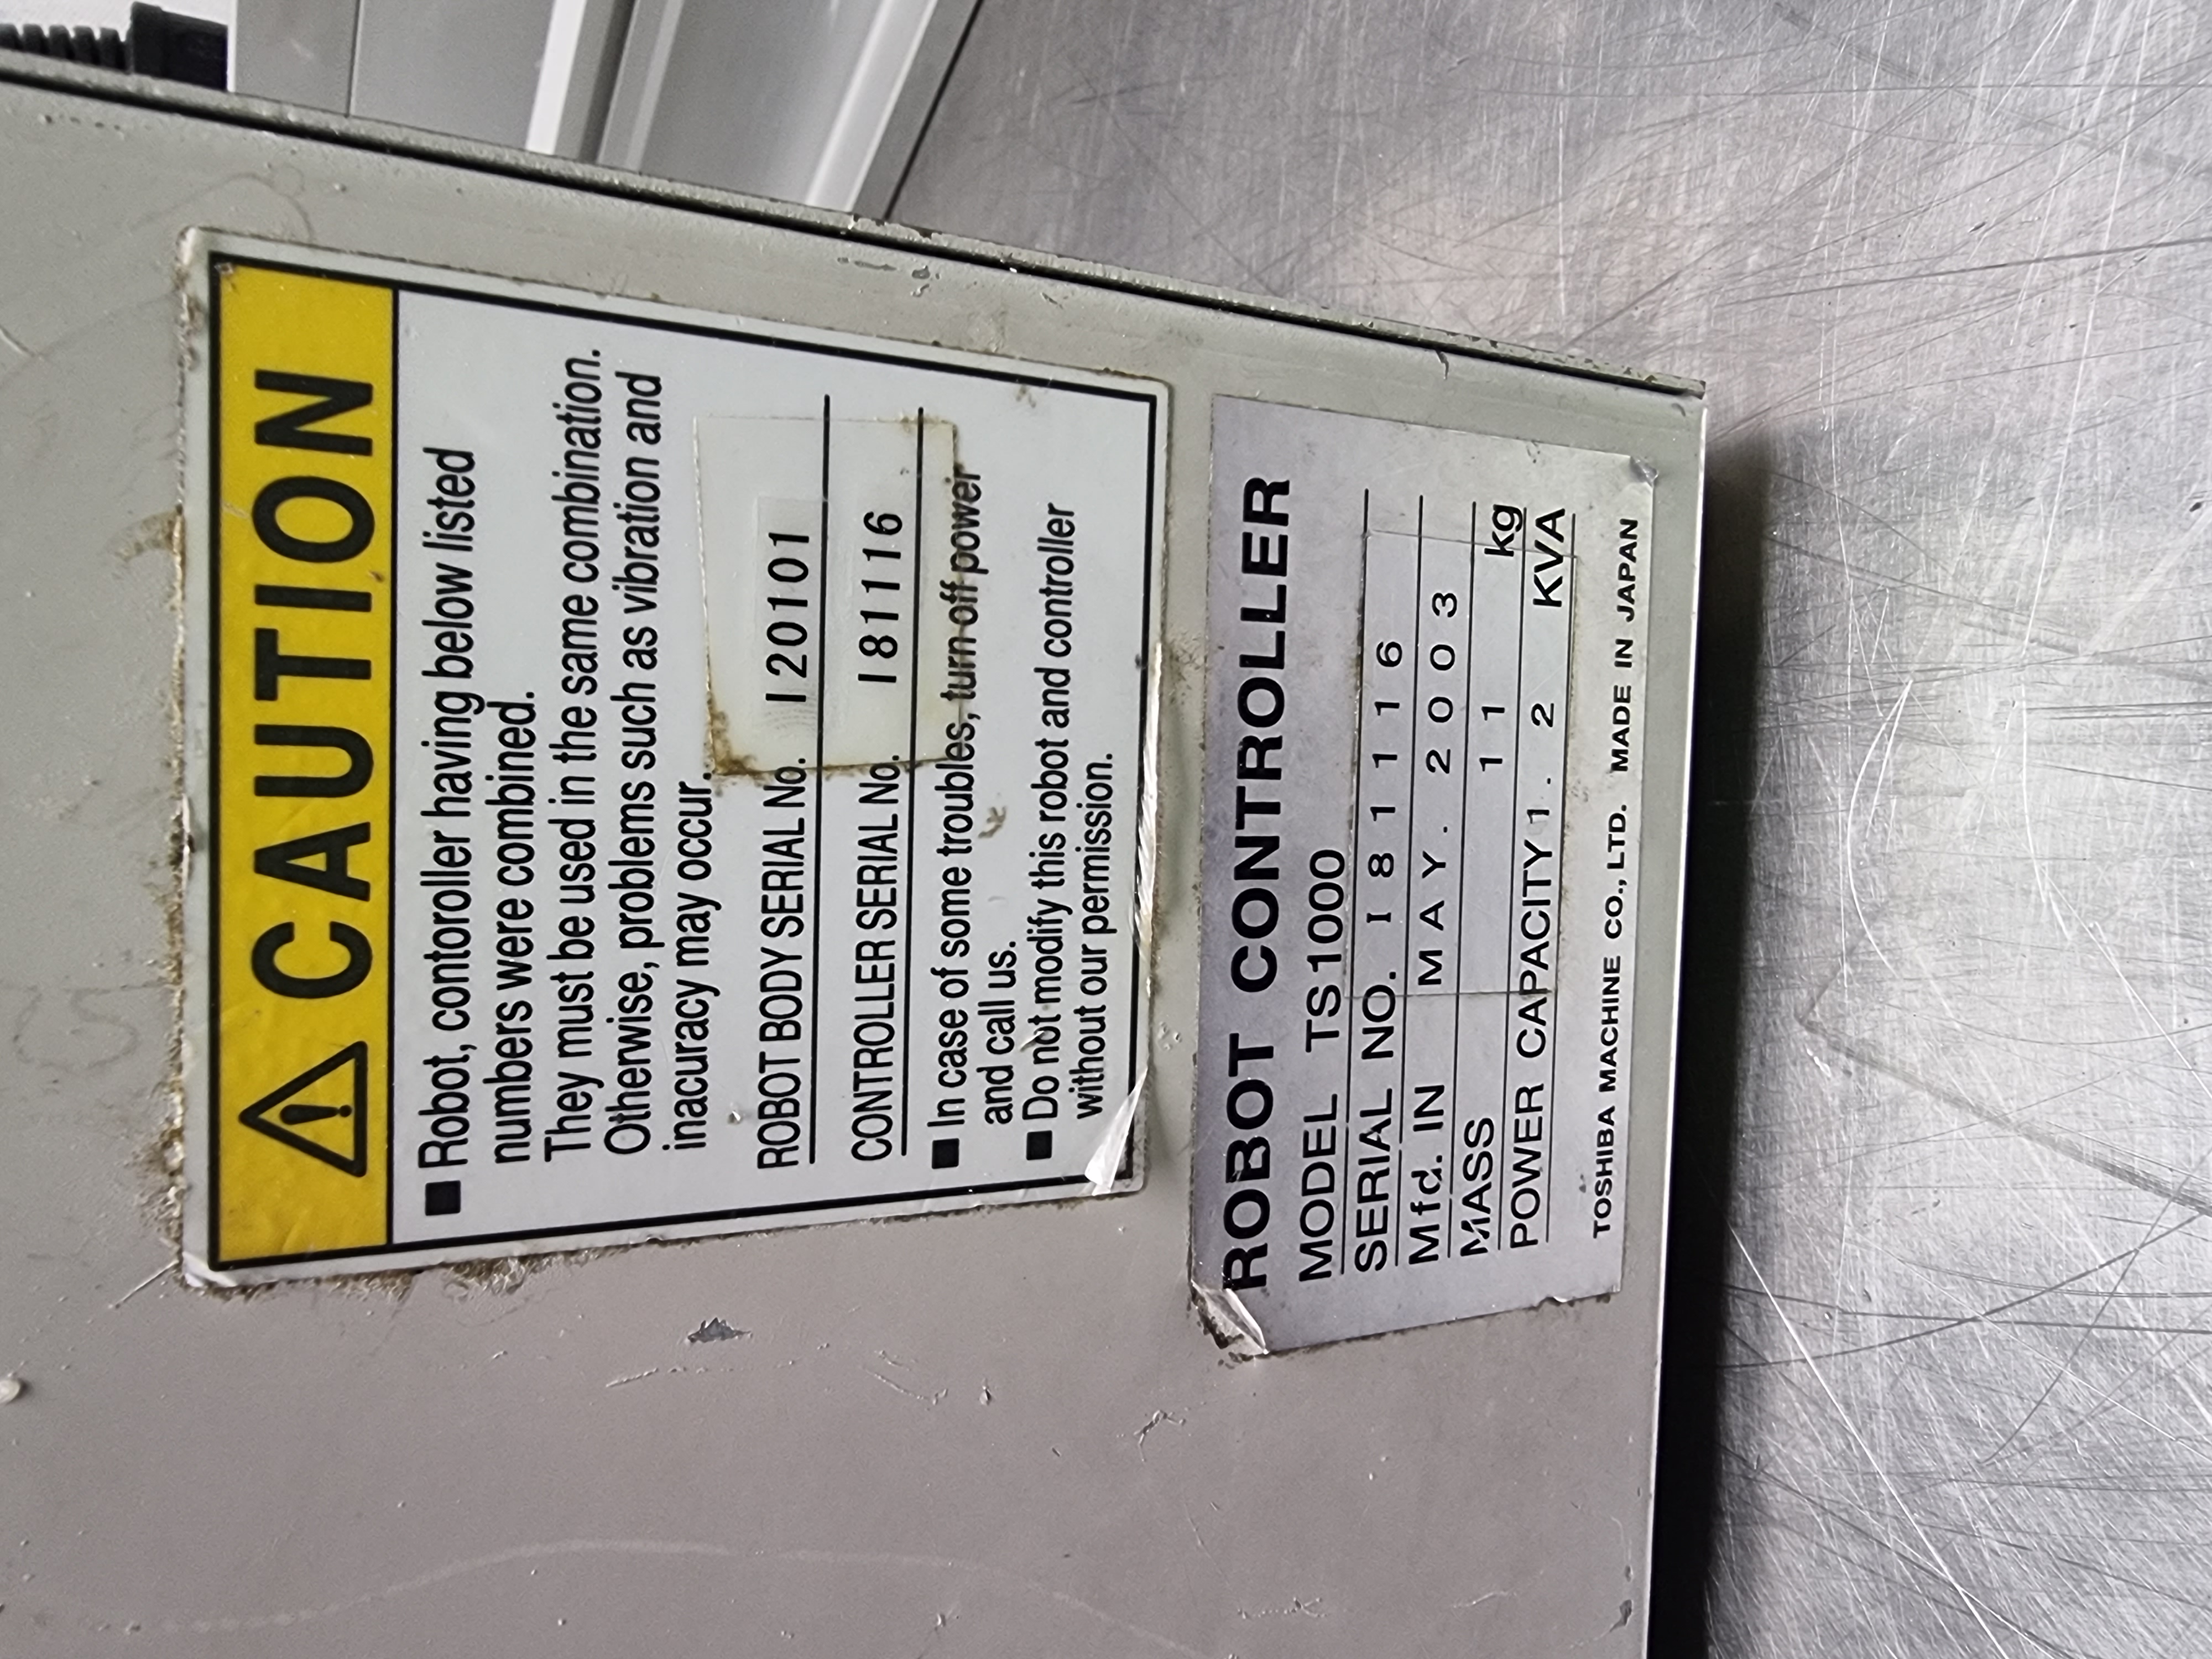 ⚠ CAUTION
■ Robot, contoroller having below listed
numbers were combined.
They must be used in the same combination.
Otherwise, problems such as vibration and
inacuracy may occur.
ROBOT BODY SERIAL No. I20101
CONTROLLER SERIAL No. I81116
■ In case of some troubles, turn off power
and call us.
■ Do not modify this robot and controller
without our permission.
ROBOT CONTROLLER
MODEL TS1000
SERIAL NO. I81116
Mfd. IN MAY. 2003
MASS 11 kg
POWER CAPACITY 1.2 KVA
TOSHIBA MACHINE CO., LTD. MADE IN JAPAN